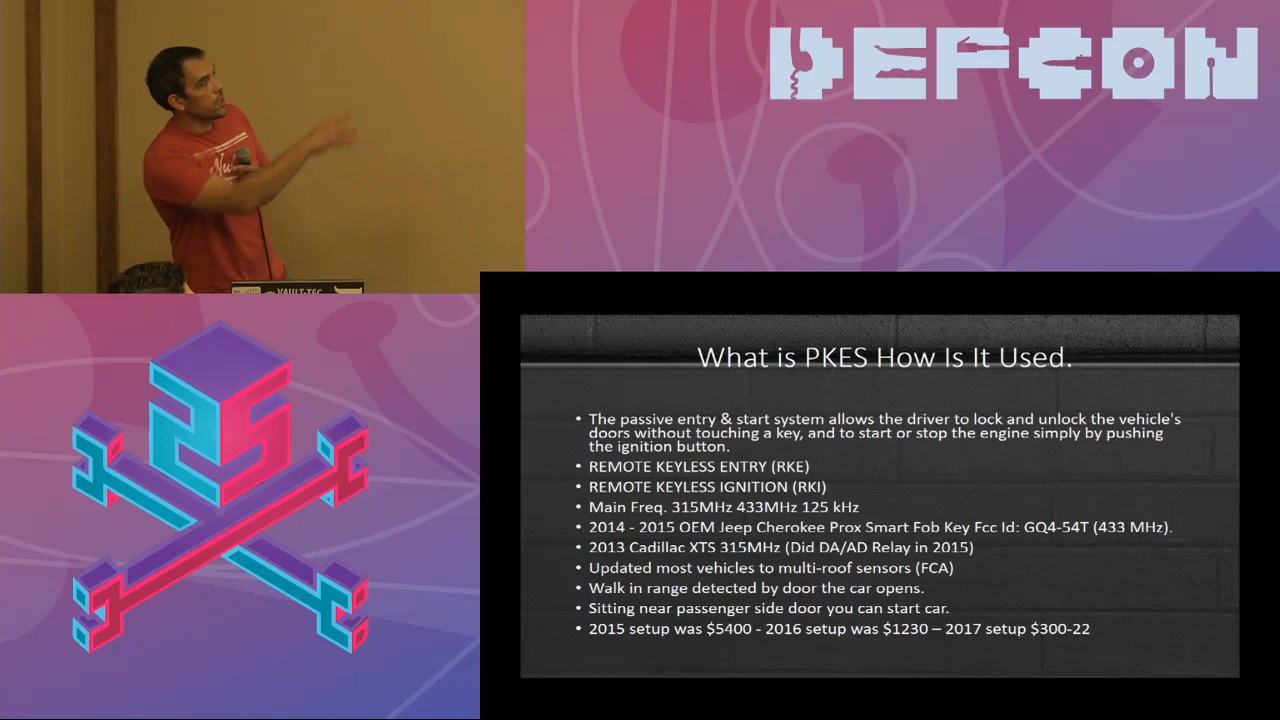 DEFCON
VAULT-TEC
25
What is PKES How Is It Used.
• The passive entry & start system allows the driver to lock and unlock the vehicle's
doors without touching a key, and to start or stop the engine simply by pushing
the ignition button.
• REMOTE KEYLESS ENTRY (RKE)
• REMOTE KEYLESS IGNITION (RKI)
• Main Freq. 315MHz 433MHz 125 kHz
• 2014 - 2015 OEM Jeep Cherokee Prox Smart Fob Key Fcc Id: GQ4-54T (433 MHz).
• 2013 Cadillac XTS 315MHz (Did DA/AD Relay in 2015)
• Updated most vehicles to multi-roof sensors (FCA)
• Walk in range detected by door the car opens.
• Sitting near passenger side door you can start car.
• 2015 setup was $5400 - 2016 setup was $1230 – 2017 setup $300-22